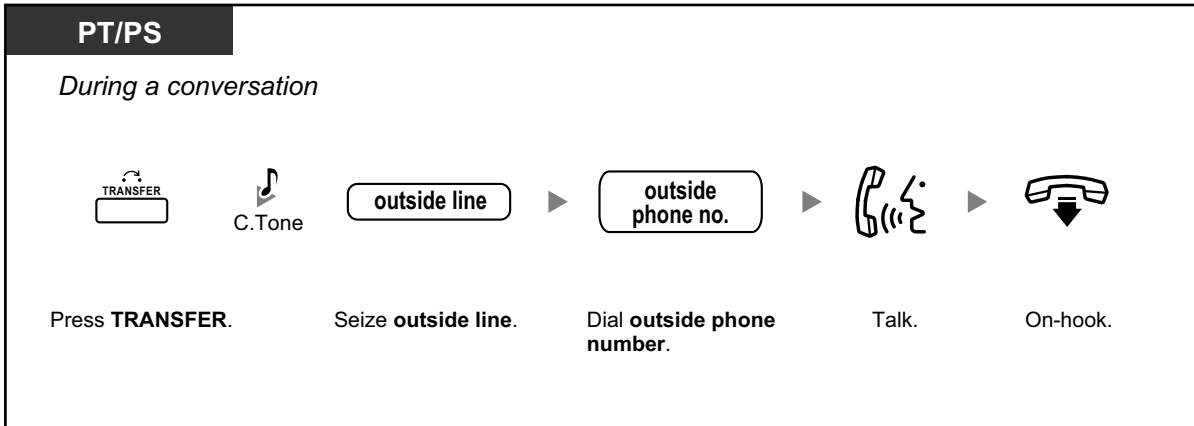 PT/PS
During a conversation
TRANSFER
C.Tone
outside line
outside
phone no.
Press TRANSFER.
Seize outside line.
Dial outside phone
number.
Talk.
On-hook.